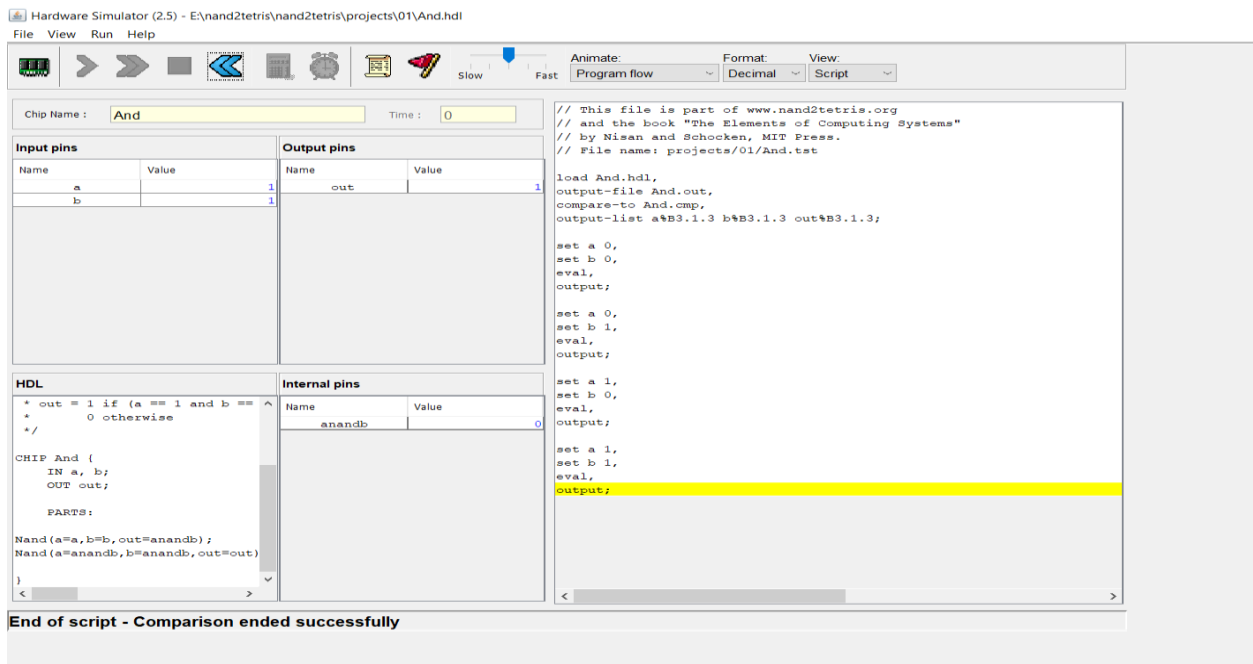 Hardware Simulator (2.5) - E:\nand2tetris\nand2tetris\projects\01\And.hdl
File View Run Help
Slow Fast
Animate: Format: View:
Program flow Decimal Script
Chip Name : And Time : 0
Input pins
Name Value
a 1
b 1
Output pins
Name Value
out 1
HDL
* out = 1 if (a == 1 and b ==
* 0 otherwise
*/
CHIP And {
IN a, b;
OUT out;
PARTS:
Nand(a=a,b=b,out=anandb);
Nand(a=anandb,b=anandb,out=out)
}
Internal pins
Name Value
anandb 0
// This file is part of www.nand2tetris.org
// and the book "The Elements of Computing Systems"
// by Nisan and Schocken, MIT Press.
// File name: projects/01/And.tst
load And.hdl,
output-file And.out,
compare-to And.cmp,
output-list a%B3.1.3 b%B3.1.3 out%B3.1.3;
set a 0,
set b 0,
eval,
output;
set a 0,
set b 1,
eval,
output;
set a 1,
set b 0,
eval,
output;
set a 1,
set b 1,
eval,
output;
End of script - Comparison ended successfully